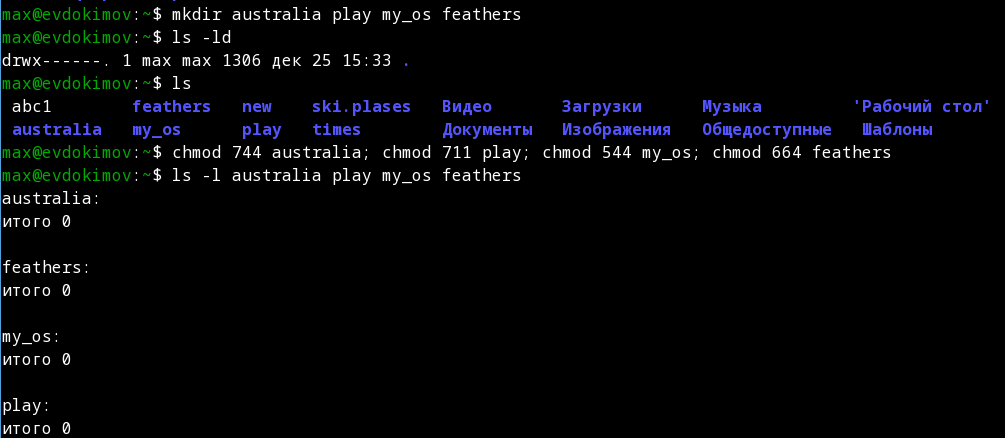 max@evdokimov:~$ mkdir australia play my_os feathers
max@evdokimov:~$ ls -ld
drwx------. 1 max max 1306 дек 25 15:33 .
max@evdokimov:~$ ls
abc1 feathers new ski.plases Видео Загрузки Музыка 'Рабочий стол'
australia my_os play times Документы Изображения Общедоступные Шаблоны
max@evdokimov:~$ chmod 744 australia; chmod 711 play; chmod 544 my_os; chmod 664 feathers
max@evdokimov:~$ ls -l australia play my_os feathers
australia:
итого 0
feathers:
итого 0
my_os:
итого 0
play:
итого 0